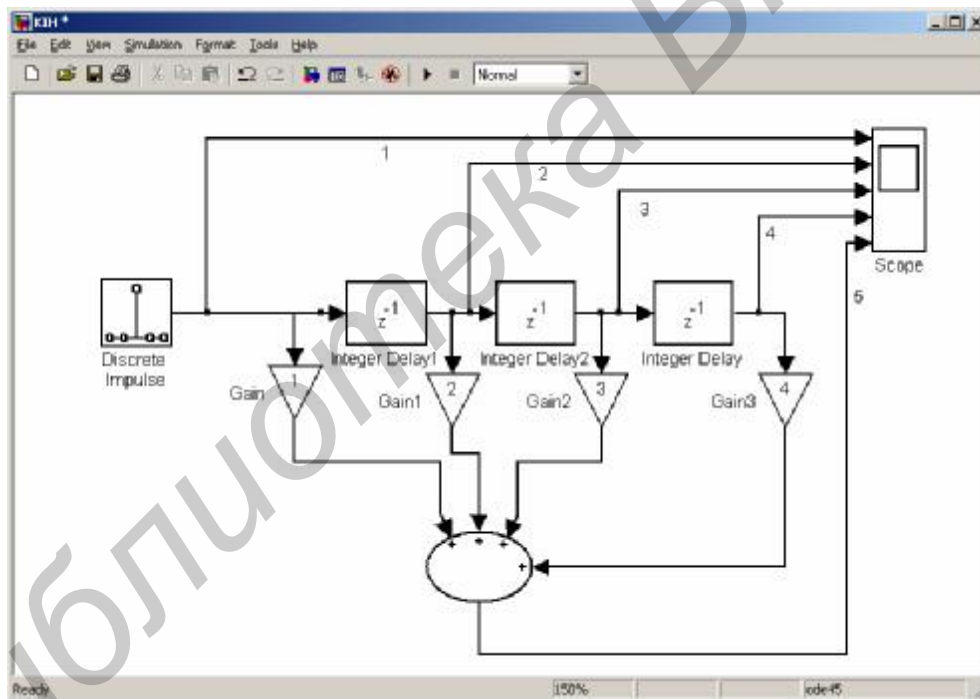 KIH *
File Edit View Simulation Format Tools Help
Normal
1
2
3
4
5
Scope
Discrete
Impulse
z-1
z-1
z-1
Integer Delay1
Integer Delay2
Integer Delay
1
Gain
2
Gain1
3
Gain2
4
Gain3
+ + + +
Ready
150%
ode45